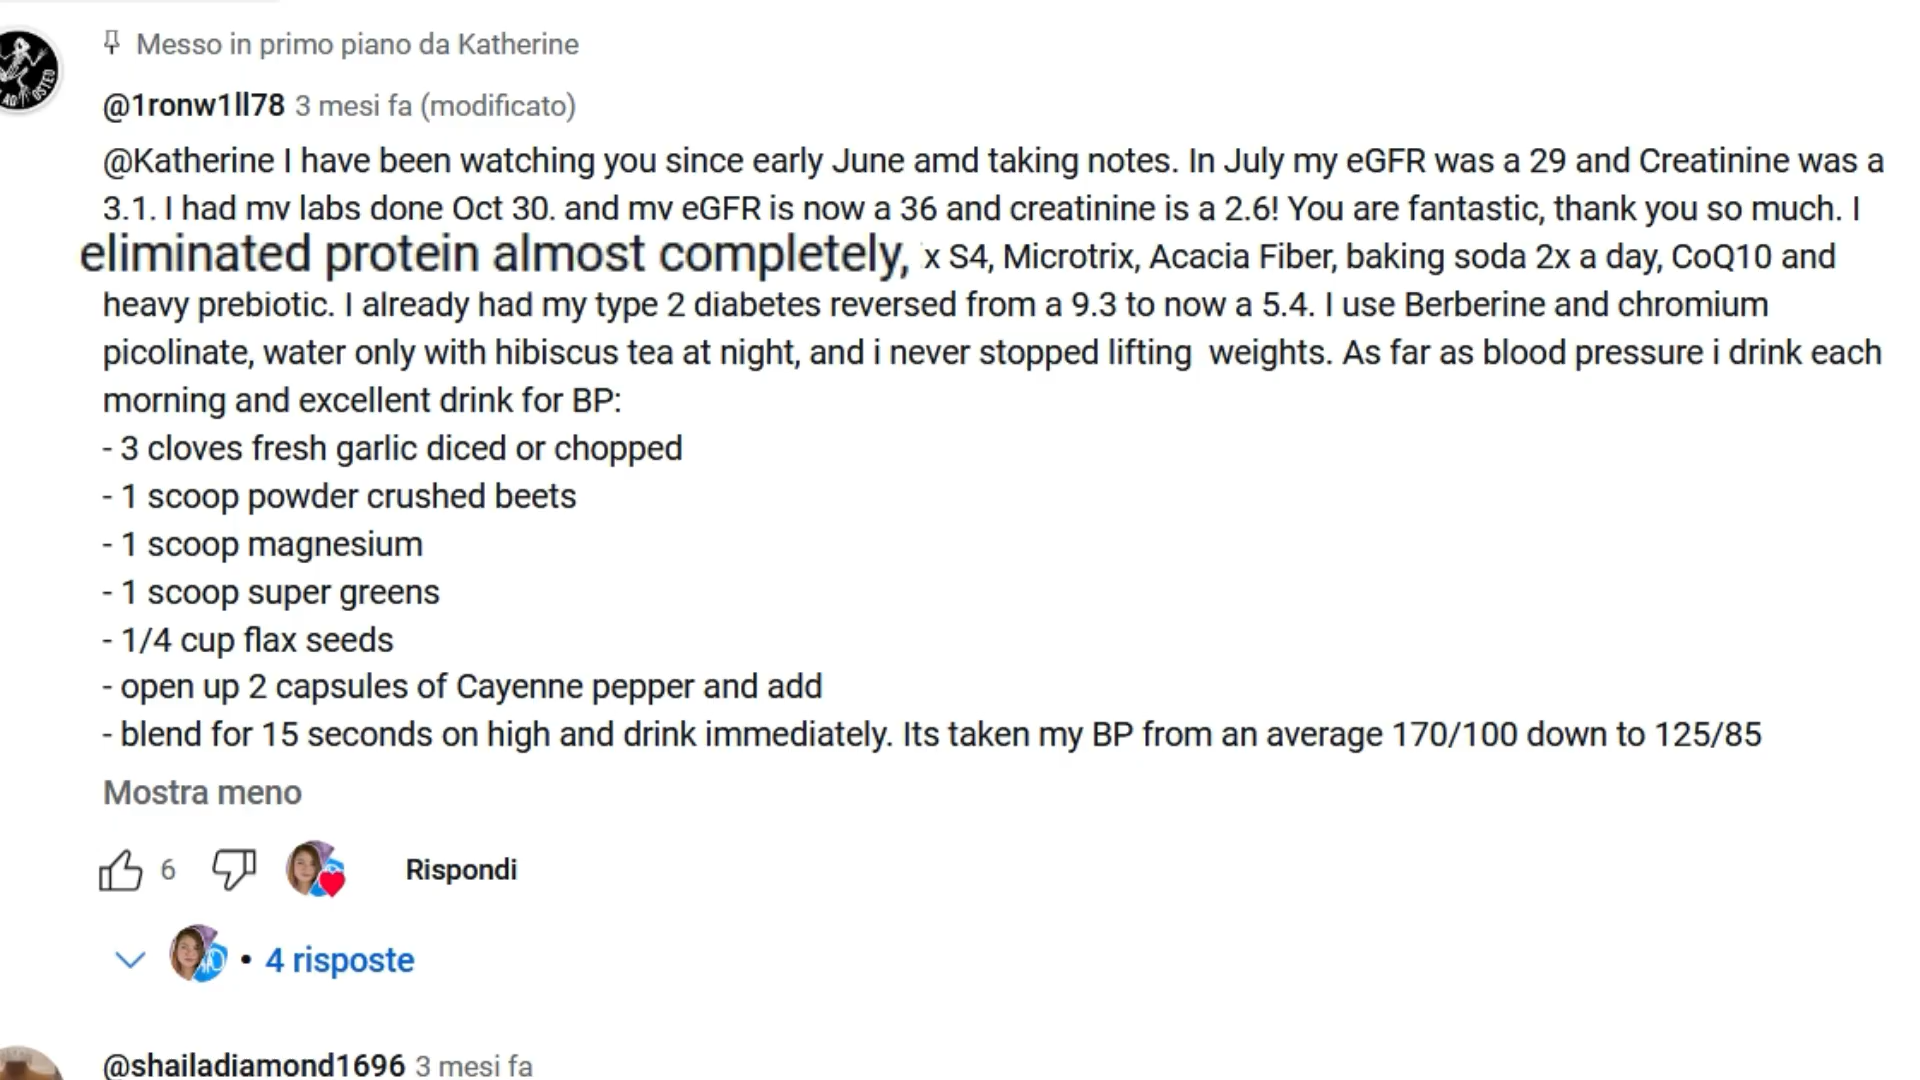 Messo in primo piano da Katherine
@1ronw1ll78 3 mesi fa (modificato)
@Katherine I have been watching you since early June amd taking notes. In July my eGFR was a 29 and Creatinine was a
3.1. I had mv labs done Oct 30. and mv eGFR is now a 36 and creatinine is a 2.6! You are fantastic, thank you so much. I
eliminated protein almost completely, x S4, Microtrix, Acacia Fiber, baking soda 2x a day, CoQ10 and
heavy prebiotic. I already had my type 2 diabetes reversed from a 9.3 to now a 5.4. I use Berberine and chromium
picolinate, water only with hibiscus tea at night, and i never stopped lifting weights. As far as blood pressure i drink each
morning and excellent drink for BP:
- 3 cloves fresh garlic diced or chopped
- 1 scoop powder crushed beets
- 1 scoop magnesium
- 1 scoop super greens
- 1/4 cup flax seeds
- open up 2 capsules of Cayenne pepper and add
- blend for 15 seconds on high and drink immediately. Its taken my BP from an average 170/100 down to 125/85
Mostra meno
6 Rispondi
• 4 risposte
@shailadiamond1696 3 mesi fa